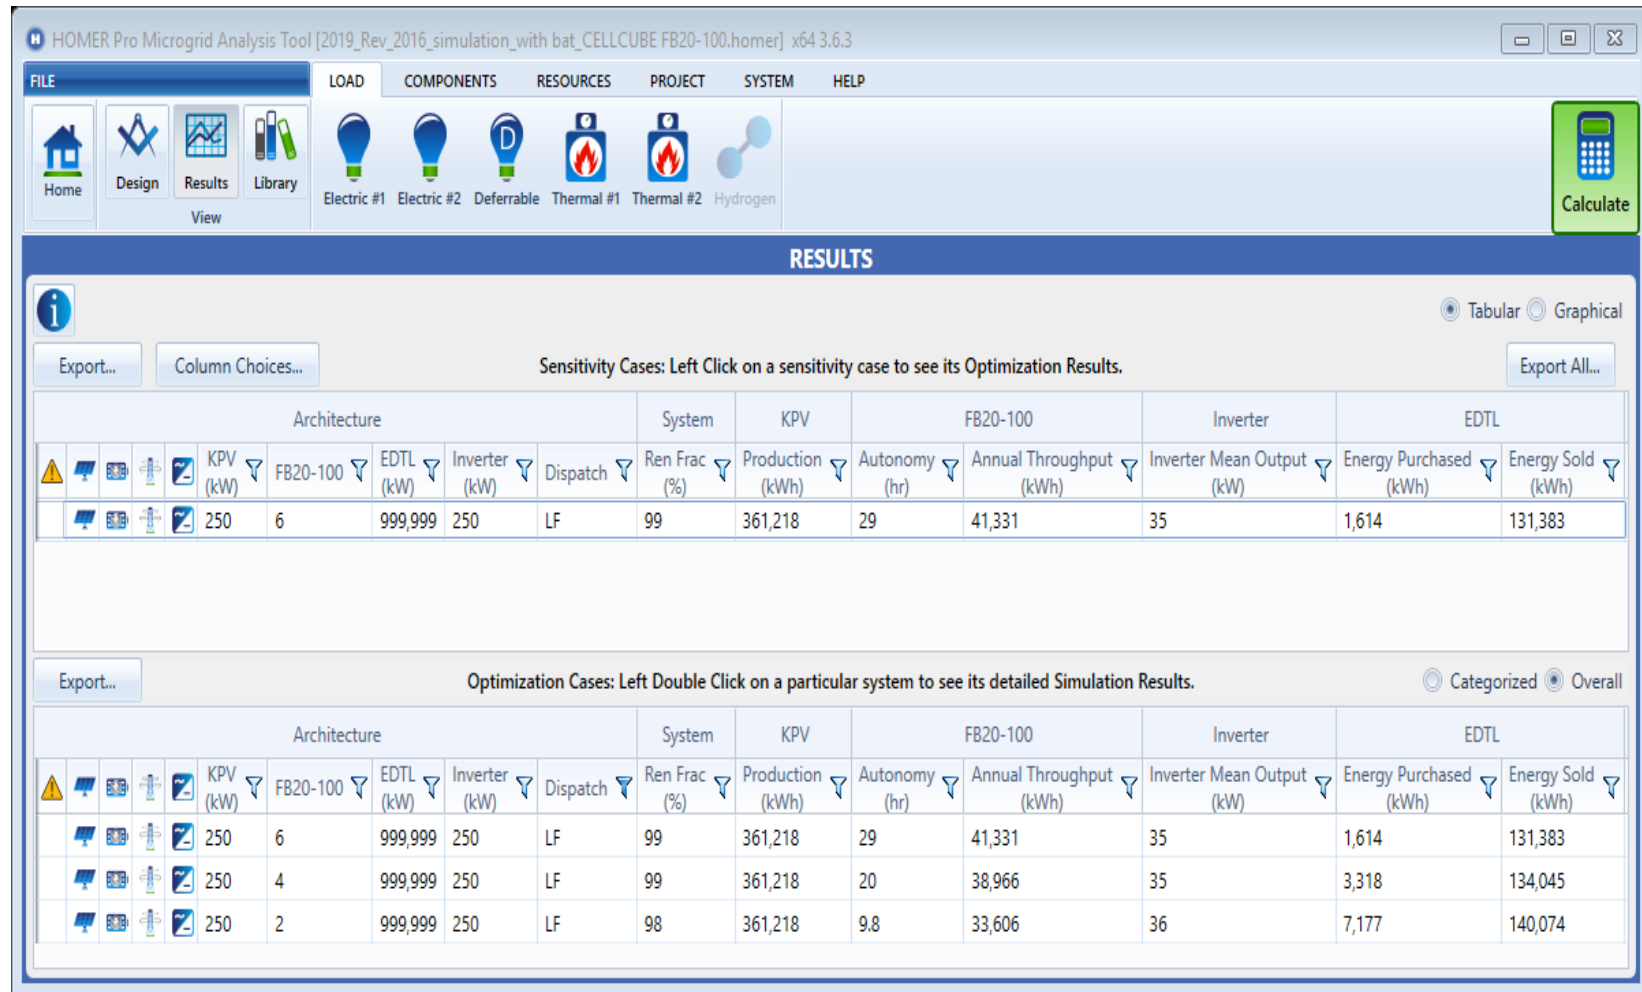 HOMER Pro Microgrid Analysis Tool [2019_Rev_2016_simulation_with bat_CELLCUBE FB20-100.homer] x64 3.6.3
FILE LOAD COMPONENTS RESOURCES PROJECT SYSTEM HELP
Home Design Results Library Electric #1 Electric #2 Deferrable Thermal #1 Thermal #2 Hydrogen Calculate
D
View
RESULTS
i
Tabular Graphical
Export... Column Choices... Sensitivity Cases: Left Click on a sensitivity case to see its Optimization Results. Export All...
Architecture System KPV FB20-100 Inverter EDTL
KPV (kW) FB20-100 EDTL (kW) Inverter (kW) Dispatch Ren Frac (%) Production (kWh) Autonomy (hr) Annual Throughput (kWh) Inverter Mean Output (kW) Energy Purchased (kWh) Energy Sold (kWh)
250 6 999,999 250 LF 99 361,218 29 41,331 35 1,614 131,383
Export... Optimization Cases: Left Double Click on a particular system to see its detailed Simulation Results. Categorized Overall
Architecture System KPV FB20-100 Inverter EDTL
KPV (kW) FB20-100 EDTL (kW) Inverter (kW) Dispatch Ren Frac (%) Production (kWh) Autonomy (hr) Annual Throughput (kWh) Inverter Mean Output (kW) Energy Purchased (kWh) Energy Sold (kWh)
250 6 999,999 250 LF 99 361,218 29 41,331 35 1,614 131,383
250 4 999,999 250 LF 99 361,218 20 38,966 35 3,318 134,045
250 2 999,999 250 LF 98 361,218 9.8 33,606 36 7,177 140,074